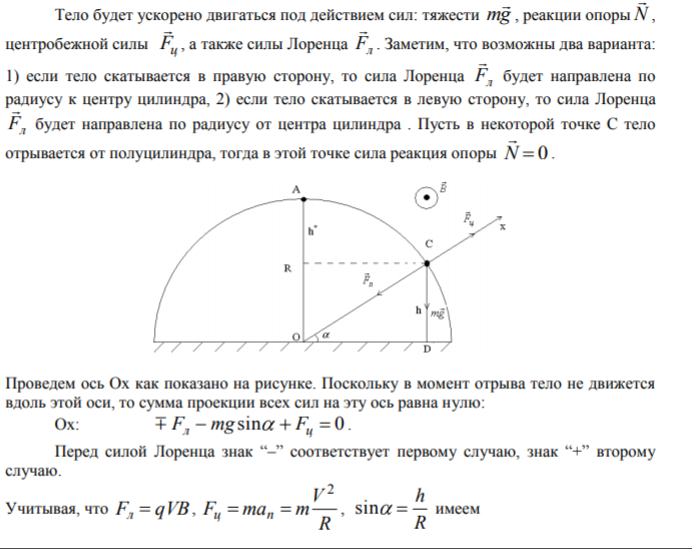 Тело будет ускорено двигаться под действием сил: тяжести mg⃗, реакции опоры N⃗,
центробежной силы F⃗ц, а также силы Лоренца F⃗л. Заметим, что возможны два варианта:
1) если тело скатывается в правую сторону, то сила Лоренца F⃗л будет направлена по
радиусу к центру цилиндра, 2) если тело скатывается в левую сторону, то сила Лоренца
F⃗л будет направлена по радиусу от центра цилиндра . Пусть в некоторой точке С тело
отрывается от полуцилиндра, тогда в этой точке сила реакция опоры N⃗ = 0 .
A
B⃗
h*
F⃗ц
x
C
R
F⃗л
h
mg⃗
O
α
D
Проведем ось Ох как показано на рисунке. Поскольку в момент отрыва тело не движется
вдоль этой оси, то сумма проекции всех сил на эту ось равна нулю:
Ох: ∓ Fл − mg sin α + Fц = 0 .
Перед силой Лоренца знак “–” соответствует первому случаю, знак “+” второму
случаю.
Учитывая, что Fл = qVB , Fц = maₙ = m V²/R , sin α = h/R имеем